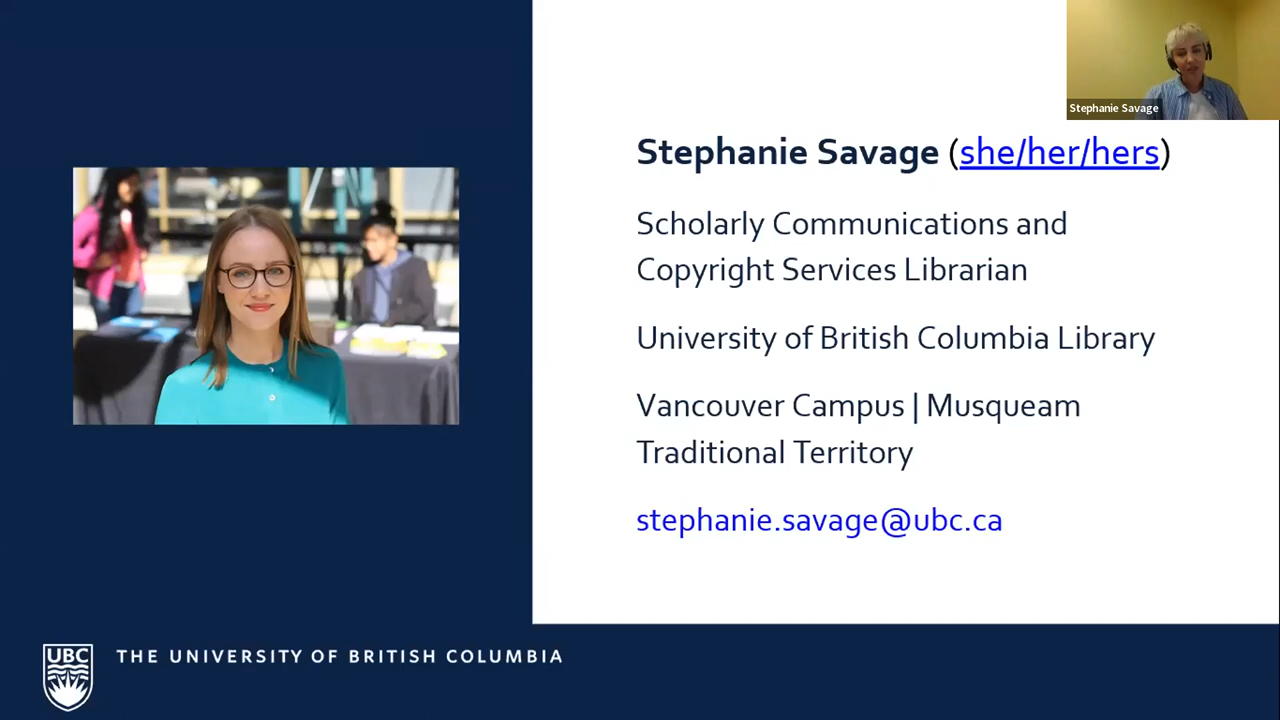 Stephanie Savage
Stephanie Savage (she/her/hers)
Scholarly Communications and
Copyright Services Librarian
University of British Columbia Library
Vancouver Campus | Musqueam
Traditional Territory
stephanie.savage@ubc.ca
UBC
THE UNIVERSITY OF BRITISH COLUMBIA